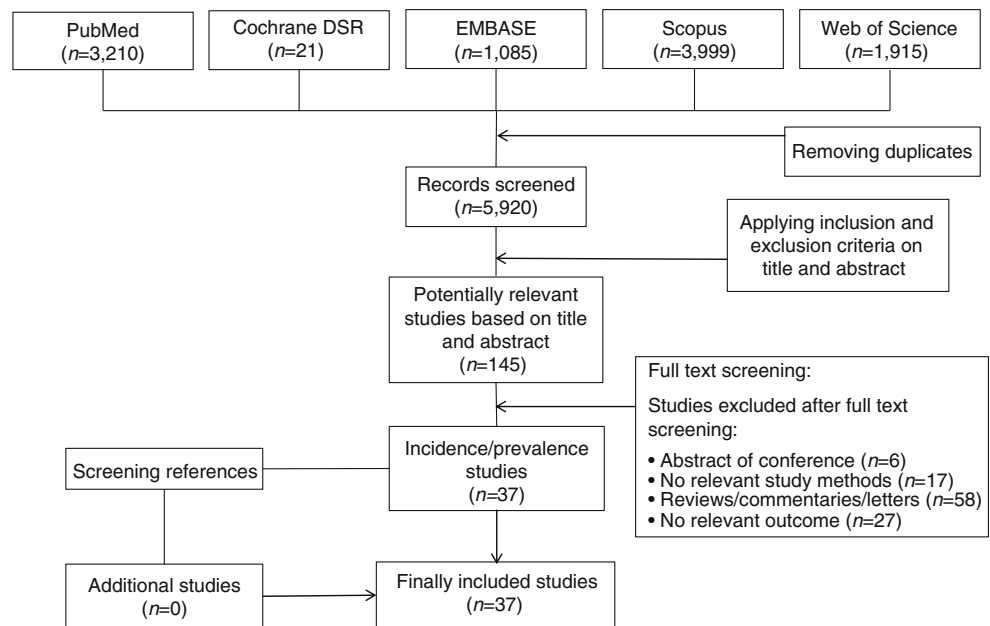 PubMed
(n=3,210)
Cochrane DSR
(n=21)
EMBASE
(n=1,085)
Scopus
(n=3,999)
Web of Science
(n=1,915)
Removing duplicates
Records screened
(n=5,920)
Applying inclusion and
exclusion criteria on
title and abstract
Potentially relevant
studies based on title
and abstract
(n=145)
Full text screening:
Studies excluded after full text
screening:
• Abstract of conference (n=6)
• No relevant study methods (n=17)
• Reviews/commentaries/letters (n=58)
• No relevant outcome (n=27)
Incidence/prevalence
studies
(n=37)
Screening references
Additional studies
(n=0)
Finally included studies
(n=37)